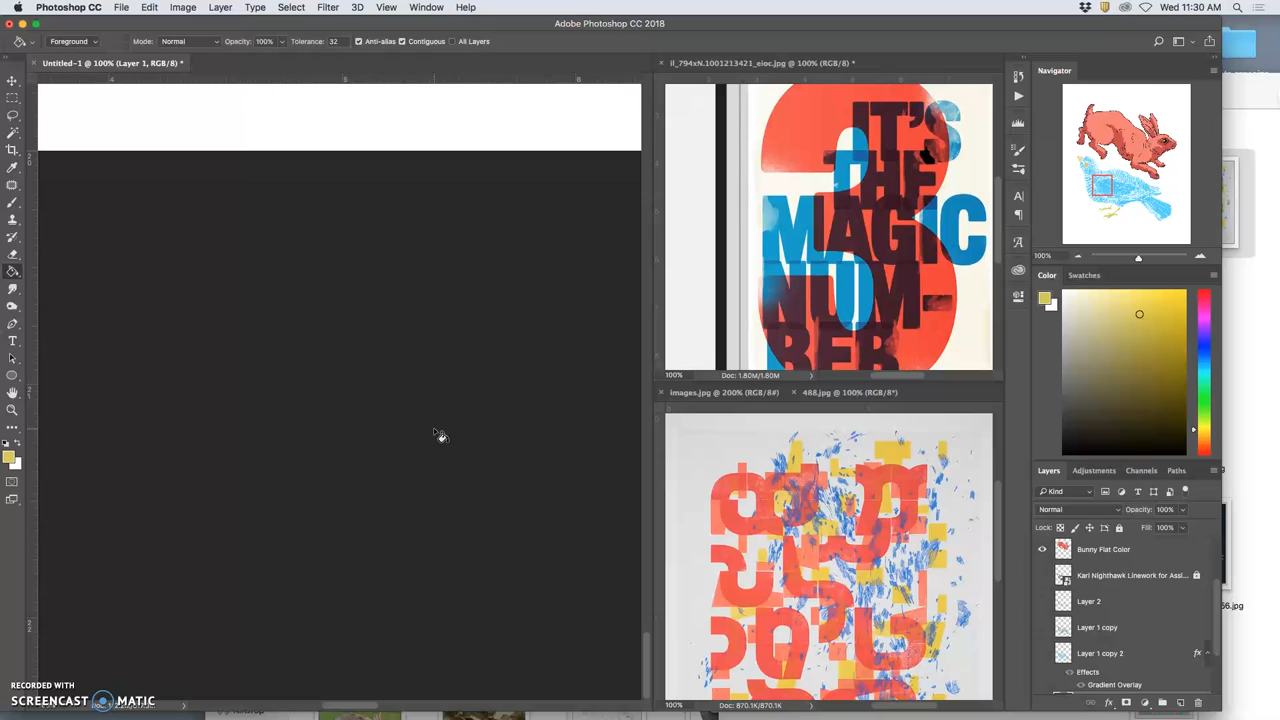 Photoshop CC File Edit Image Layer Type Select Filter 3D View Window Help Wed 11:30 AM
Adobe Photoshop CC 2018
Foreground Mode: Normal Opacity: 100% Tolerance: 32 Anti-alias Contiguous All Layers
Untitled-1 @ 100% (Layer 1, RGB/8) *
il_794xN.1001213421_eioc.jpg @ 100% (RGB/8) *
Navigator
IT'S
THE
MAGIC
NUM-
BER
100%
Color Swatches
100% Doc: 1.80M/1.80M
images.jpg @ 200% (RGB/8#) 488.jpg @ 100% (RGB/8*)
Layers Adjustments Channels Paths
Kind
Normal Opacity: 100%
Lock: Fill: 100%
Bunny Flat Color
Karl Nighthawk Linework for Assi...
Layer 2
56.jpg
Layer 1 copy
Layer 1 copy 2 fx
Effects
Gradient Overlay
RECORDED WITH
SCREENCAST MATIC
100% Doc: 870.1K/870.1K